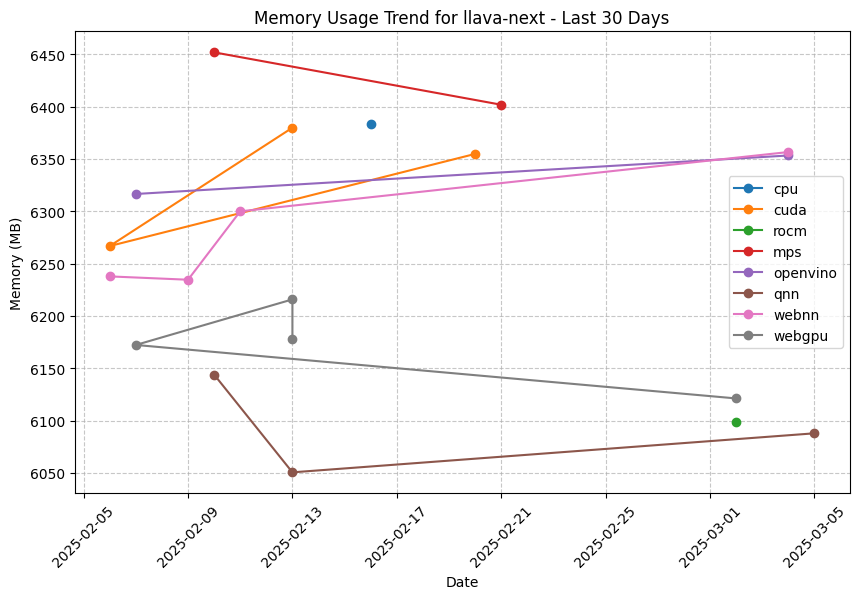 Memory Usage Trend for llava-next - Last 30 Days
Memory (MB)
6450
6400
6350
6300
6250
6200
6150
6100
6050
cpu
cuda
rocm
mps
openvino
qnn
webnn
webgpu
2025-02-05
2025-02-09
2025-02-13
2025-02-17
2025-02-21
2025-02-25
2025-03-01
2025-03-05
Date